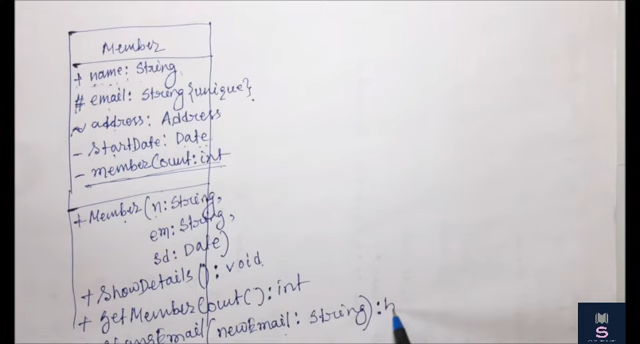 Member
+ name: String
# email: String {unique}
~ address: Address
- startDate: Date
- memberCount: int
+ Member(n: String,
em: String,
sd: Date)
+ showDetails(): void
+ getMemberCount(): int
(newEmail: string): b
S